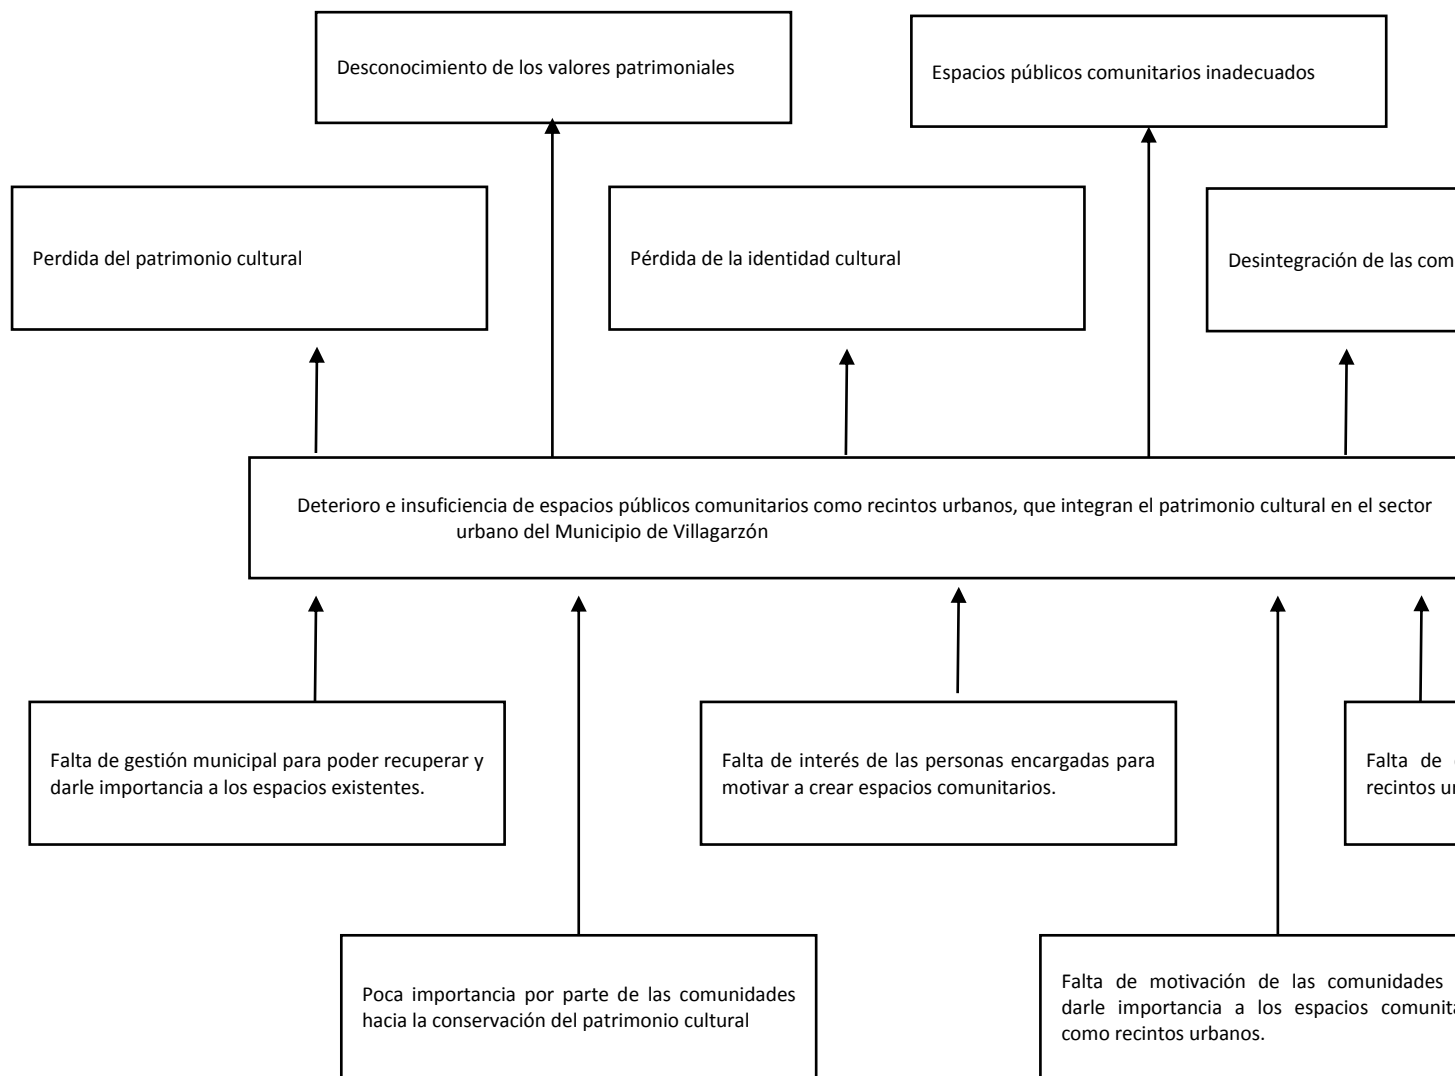 Desconocimiento de los valores patrimoniales
Espacios públicos comunitarios inadecuados
Perdida del patrimonio cultural
Pérdida de la identidad cultural
Desintegración de las
Deterioro e insuficiencia de espacios públicos comunitarios como recintos urbanos, que integran el patrimonio cultural en el sector
urbano del Municipio de Villagarzón
Falta de gestión municipal para poder recuperar y
darle importancia a los espacios existentes.
Falta de interés de las personas encargadas para
motivar a crear espacios comunitarios.
Falta de
recintos
Poca importancia por parte de las comunidades
hacia la conservación del patrimonio cultural
Falta de motivación de las comunidades
darle importancia a los espacios
como recintos urbanos.